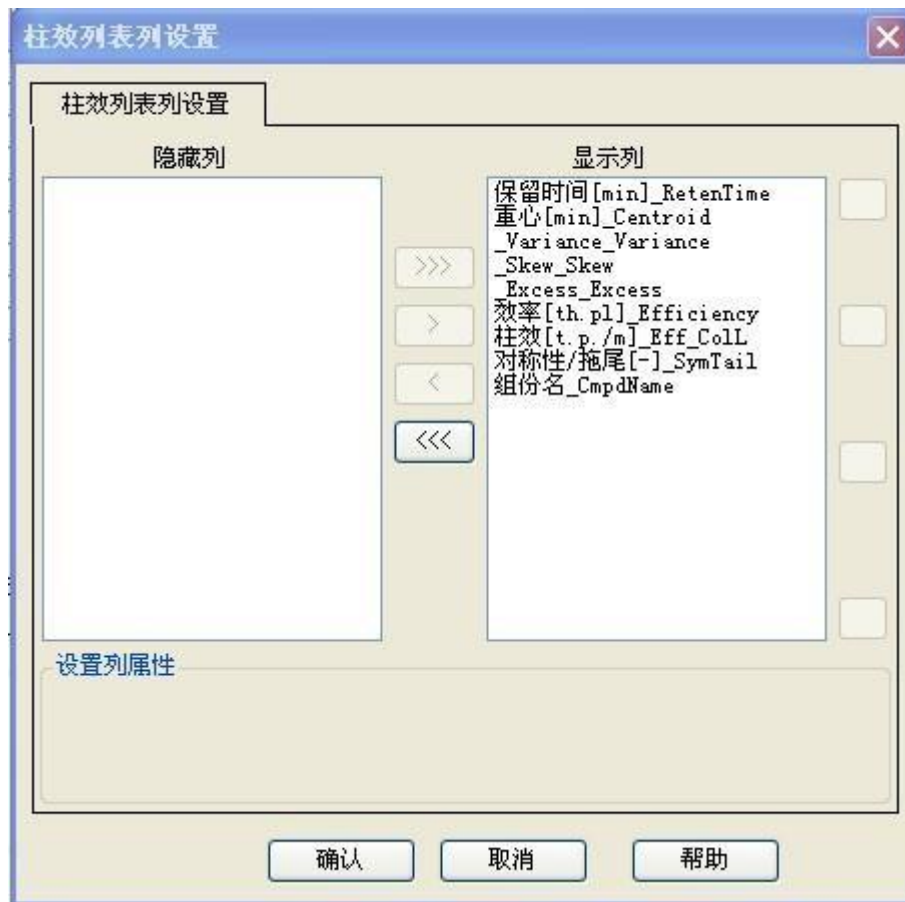 柱效列表列设置
柱效列表列设置
隐藏列
显示列
保留时间[min]_RetenTime
重心[min]_Centroid
_Variance_Variance
_Skew_Skew
_Excess_Excess
效率[th.pl]_Efficiency
柱效[t.p./m]_Eff_ColL
对称性/拖尾[-]_SymTail
组份名_CmpdName
>>>
>
<
<<<
设置列属性
确认
取消
帮助